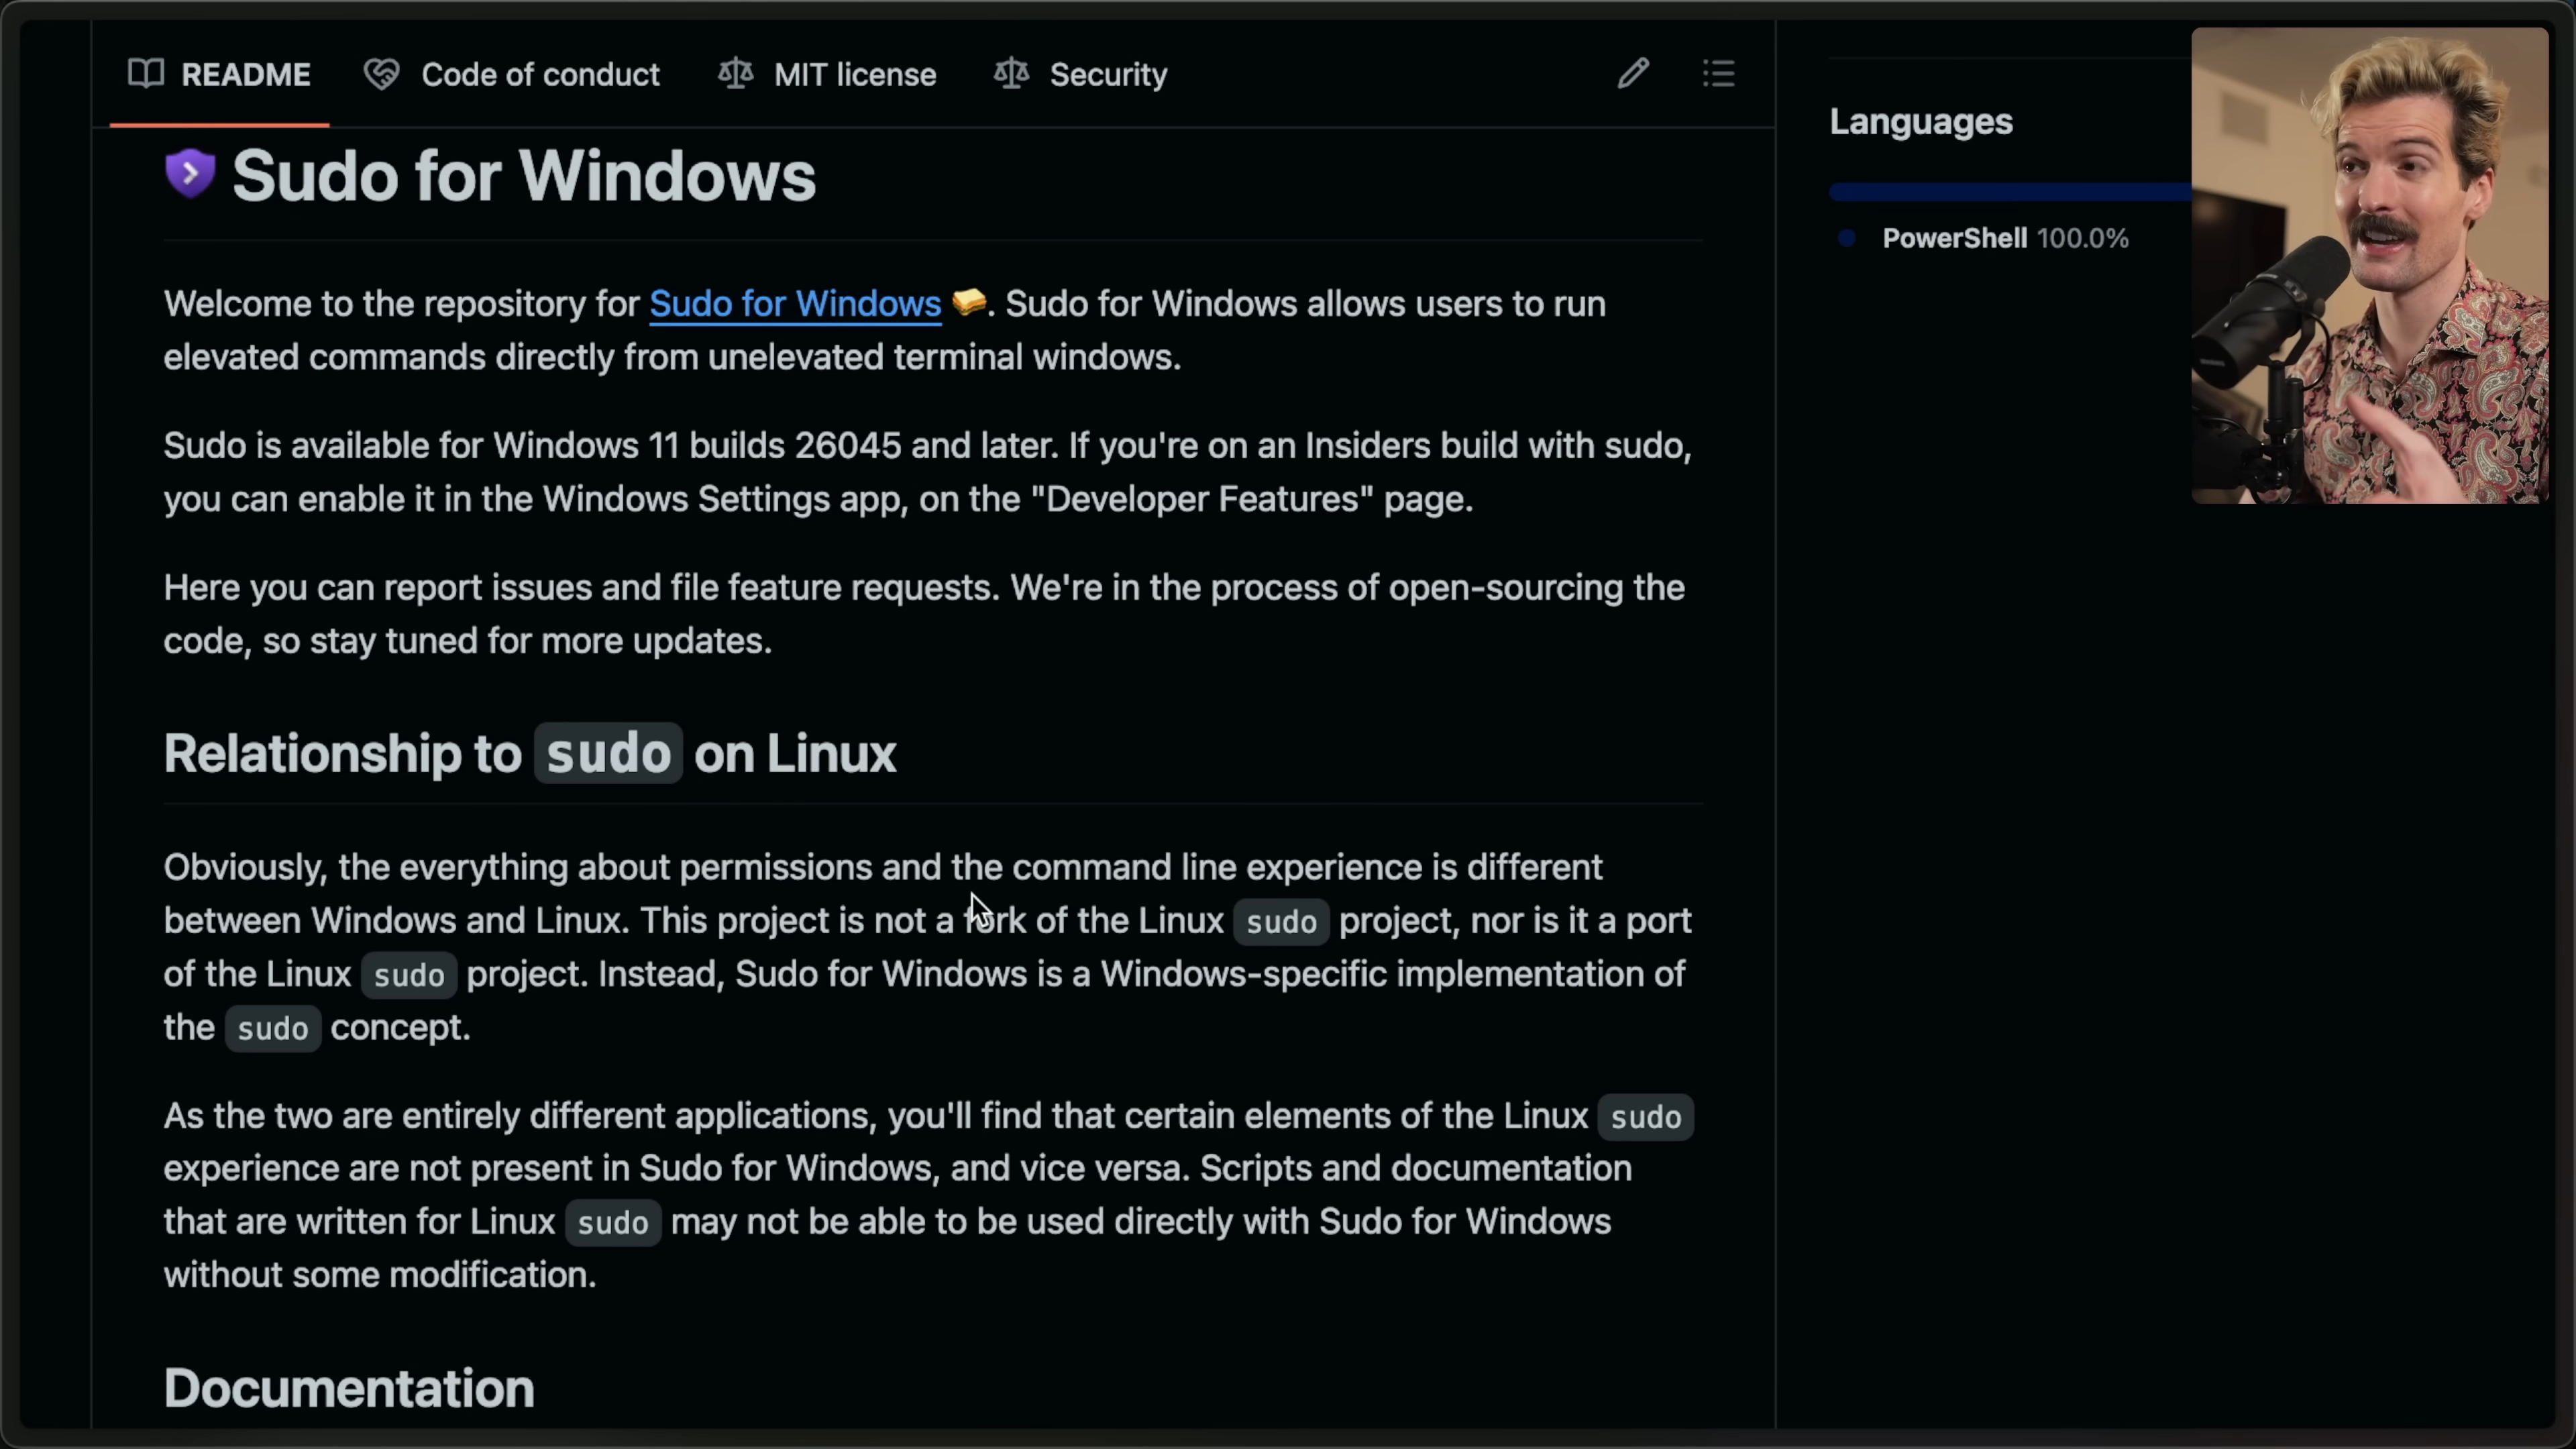 README Code of conduct MIT license Security
Sudo for Windows
Welcome to the repository for Sudo for Windows 🥪. Sudo for Windows allows users to run
elevated commands directly from unelevated terminal windows.
Sudo is available for Windows 11 builds 26045 and later. If you're on an Insiders build with sudo,
you can enable it in the Windows Settings app, on the "Developer Features" page.
Here you can report issues and file feature requests. We're in the process of open-sourcing the
code, so stay tuned for more updates.
Relationship to sudo on Linux
Obviously, the everything about permissions and the command line experience is different
between Windows and Linux. This project is not a fork of the Linux sudo project, nor is it a port
of the Linux sudo project. Instead, Sudo for Windows is a Windows-specific implementation of
the sudo concept.
As the two are entirely different applications, you'll find that certain elements of the Linux sudo
experience are not present in Sudo for Windows, and vice versa. Scripts and documentation
that are written for Linux sudo may not be able to be used directly with Sudo for Windows
without some modification.
Documentation
Languages
PowerShell 100.0%